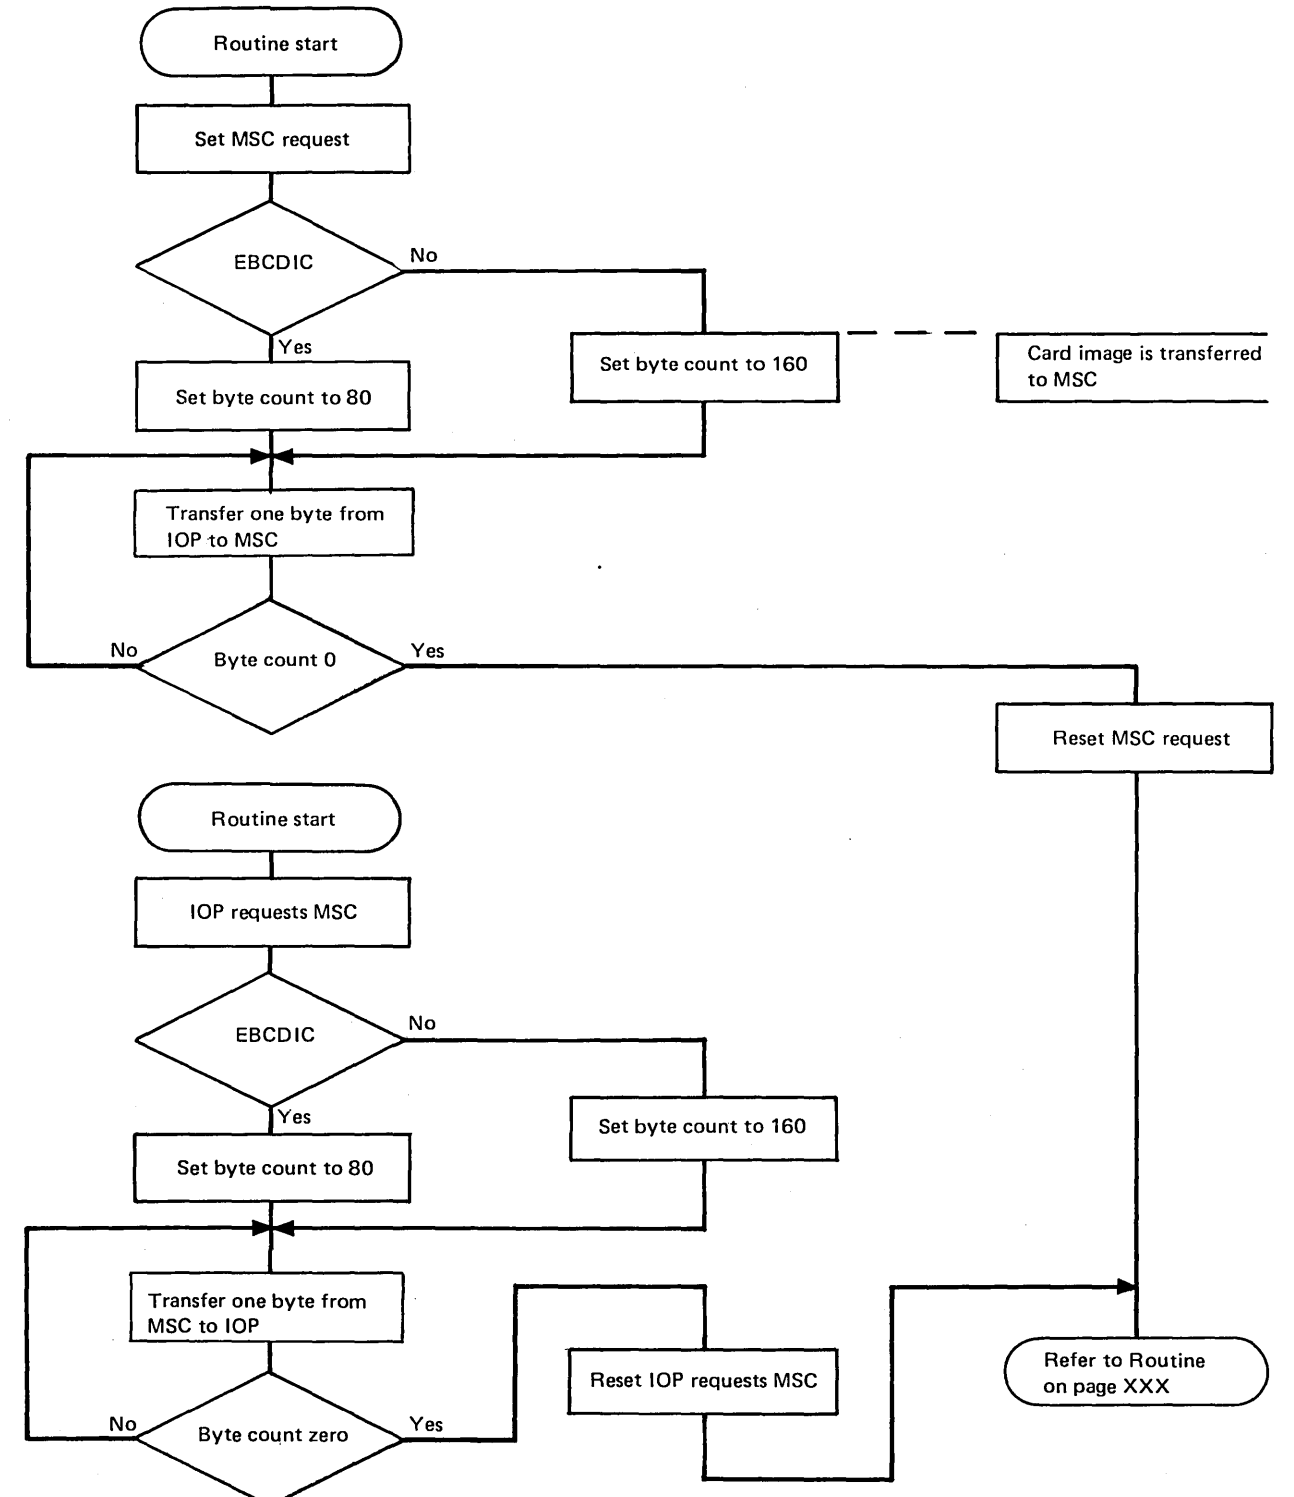 Routine start
Set MSC request
EBCDIC
No
Yes
Set byte count to 80
Set byte count to 160
Card image is transferred
to MSC
Transfer one byte from
IOP to MSC
No
Byte count 0
Yes
Reset MSC request
Routine start
IOP requests MSC
EBCDIC
No
Yes
Set byte count to 80
Set byte count to 160
Transfer one byte from
MSC to IOP
No
Byte count zero
Yes
Reset IOP requests MSC
Refer to Routine
on page XXX